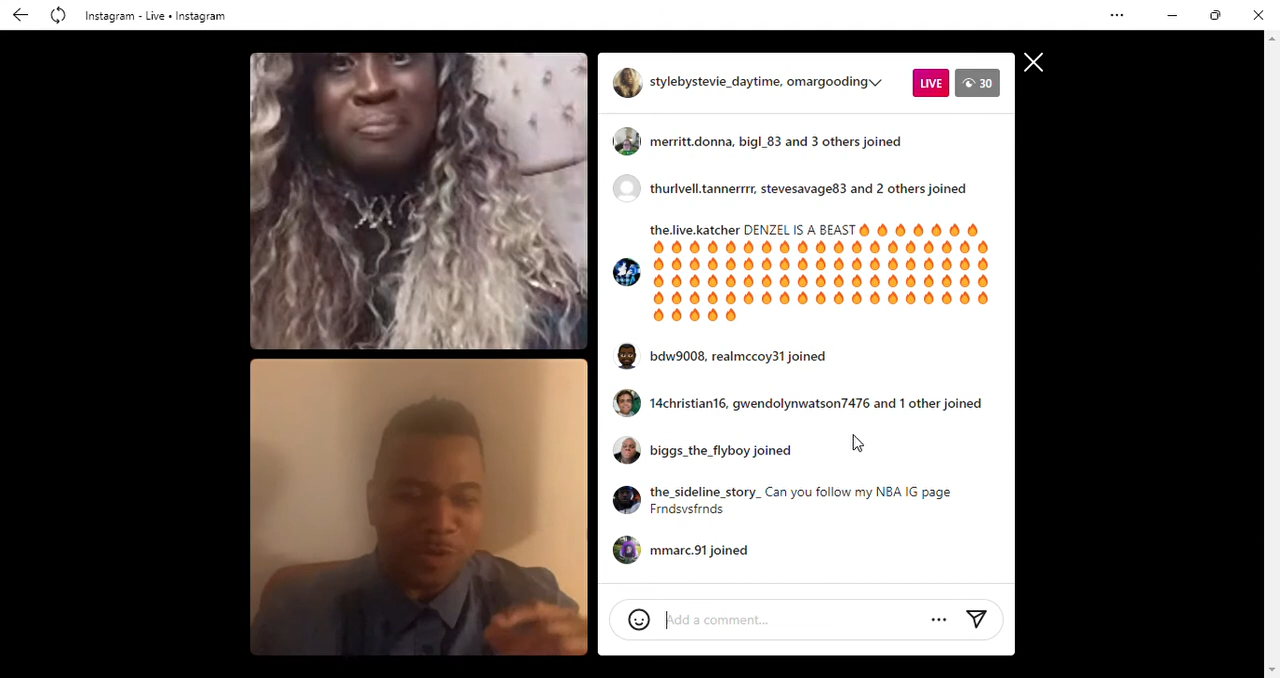 Instagram - Live • Instagram
stylebystevie_daytime, omargooding
LIVE
30
merritt.donna, bigl_83 and 3 others joined
thurlvell.tannerrrr, stevesavage83 and 2 others joined
the.live.katcher DENZEL IS A BEAST🔥🔥🔥🔥🔥🔥🔥
🔥🔥🔥🔥🔥🔥🔥🔥🔥🔥🔥🔥🔥🔥🔥🔥🔥🔥🔥
🔥🔥🔥🔥🔥🔥🔥🔥🔥🔥🔥🔥🔥🔥🔥🔥🔥🔥🔥
🔥🔥🔥🔥🔥🔥🔥🔥🔥🔥🔥🔥🔥🔥🔥🔥🔥🔥🔥
🔥🔥🔥🔥🔥🔥🔥🔥🔥🔥🔥🔥🔥🔥🔥🔥🔥🔥🔥
🔥🔥🔥🔥🔥
bdw9008, realmccoy31 joined
14christian16, gwendolynwatson7476 and 1 other joined
biggs_the_flyboy joined
the_sideline_story_ Can you follow my NBA IG page
Frndsvsfrnds
mmarc.91 joined
Add a comment...